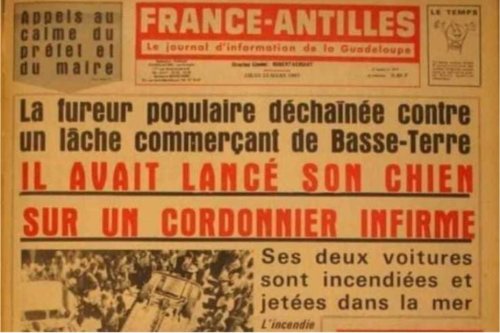 Appels au
calme du
préfet et
du maire
FRANCE-ANTILLES
Le journal d'information de la Guadeloupe
LE TEMPS
La fureur populaire déchaînée contre
un lâche commerçant de Basse-Terre
IL AVAIT LANCÉ SON CHIEN
SUR UN CORDONNIER INFIRME
Ses deux voitures
sont incendiées et
jetées dans la mer
L'incendie